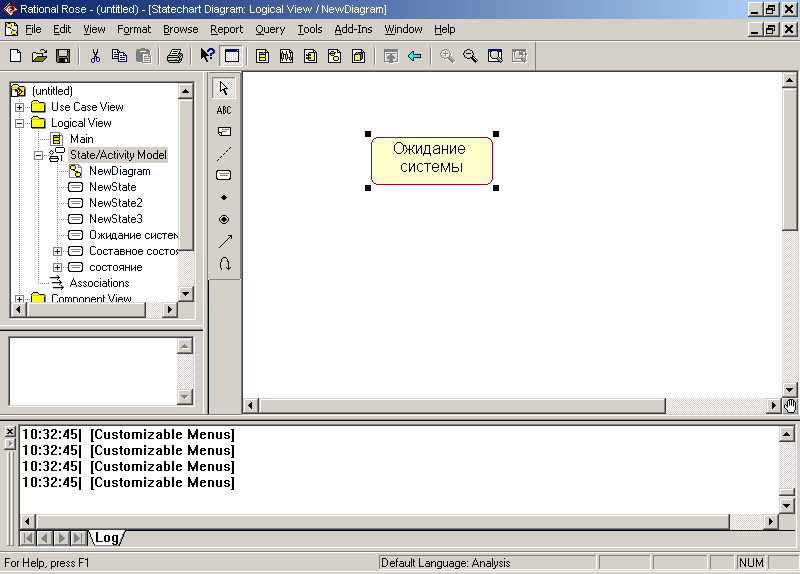 Rational Rose - (untitled) - [Statechart Diagram: Logical View / NewDiagram]
File Edit View Format Browse Report Query Tools Add-Ins Window Help
ABC
(untitled)
Use Case View
Logical View
Main
State/Activity Model
NewDiagram
NewState
NewState2
NewState3
Ожидание систем
Составное состо
состояние
Associations
Component View
Ожидание
системы
10:32:45| [Customizable Menus]
10:32:45| [Customizable Menus]
10:32:45| [Customizable Menus]
10:32:45| [Customizable Menus]
Log
For Help, press F1
Default Language: Analysis
NUM